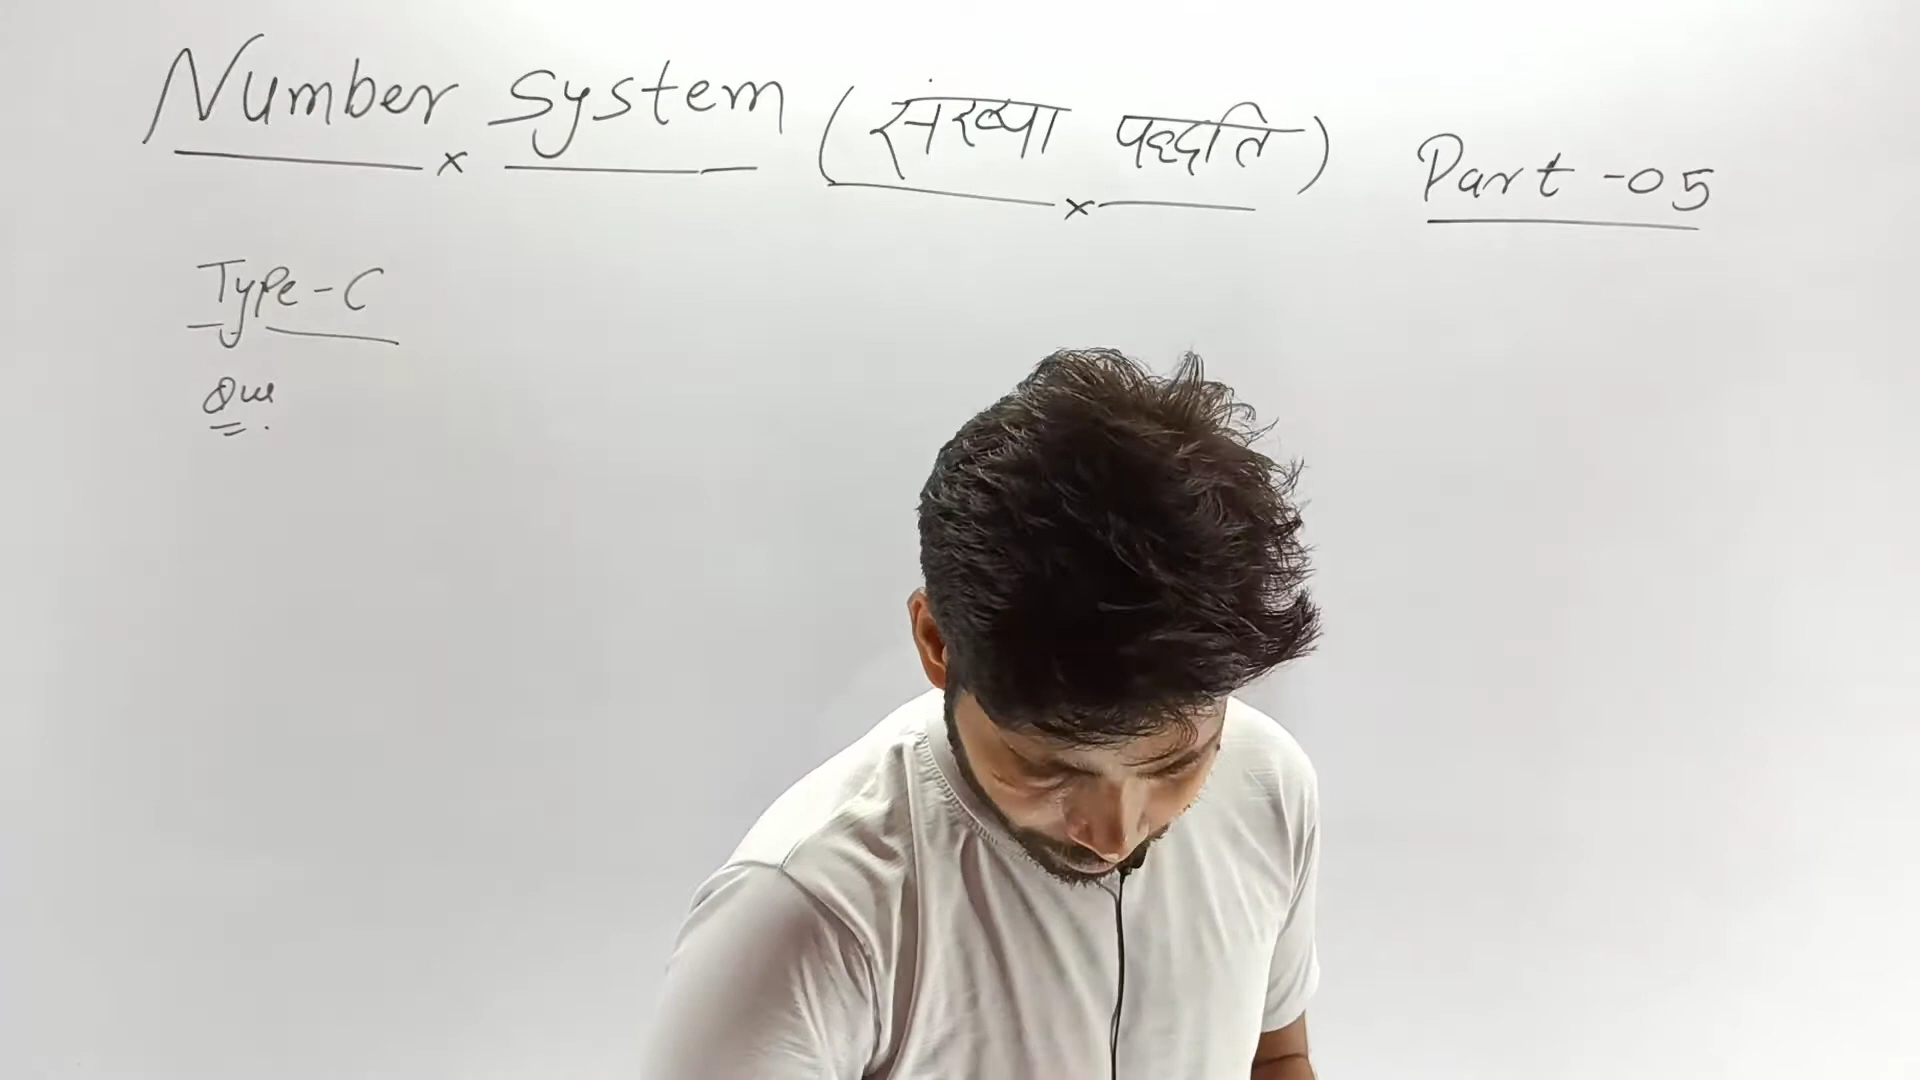 Number System (संख्या पद्धति) Part -05
Type-C
Que.